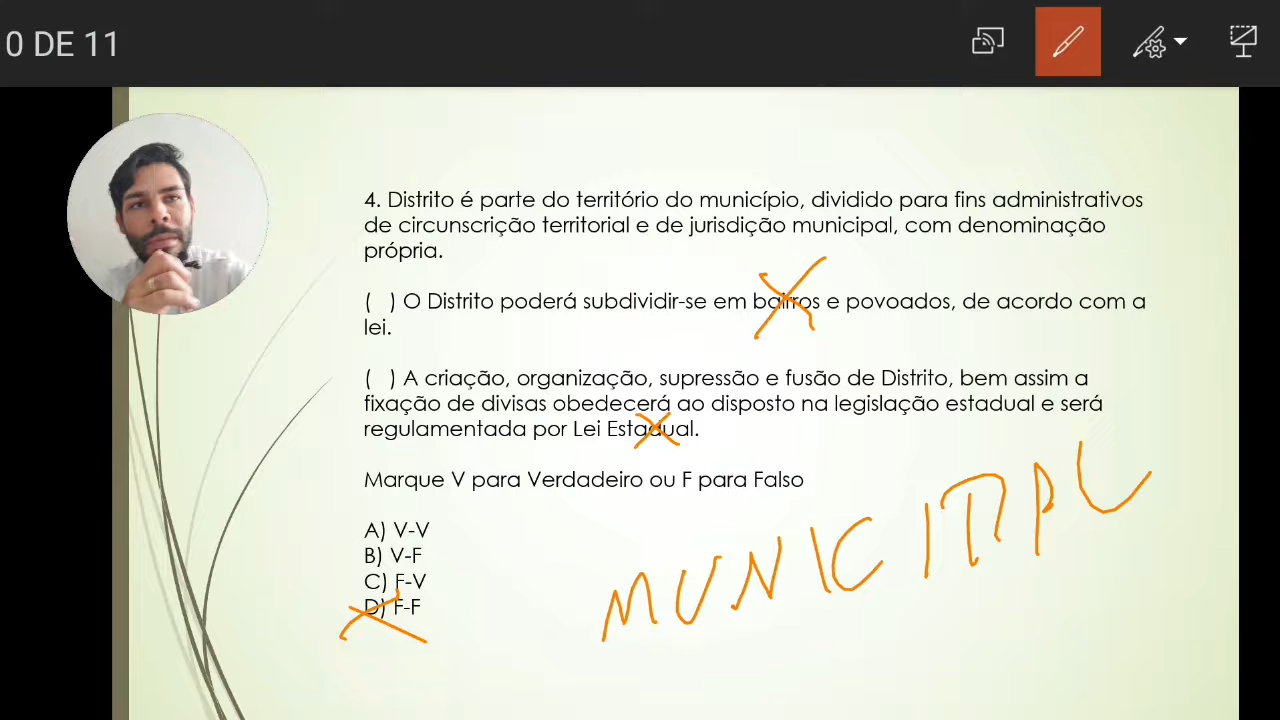 0 DE 11
4. Distrito é parte do território do município, dividido para fins administrativos
de circunscrição territorial e de jurisdição municipal, com denominação
própria.
( ) O Distrito poderá subdividir-se em bairros e povoados, de acordo com a
lei.
( ) A criação, organização, supressão e fusão de Distrito, bem assim a
fixação de divisas obedecerá ao disposto na legislação estadual e será
regulamentada por Lei Estadual.
Marque V para Verdadeiro ou F para Falso
A) V-V
B) V-F
C) F-V
D) F-F
MUNICIPAL